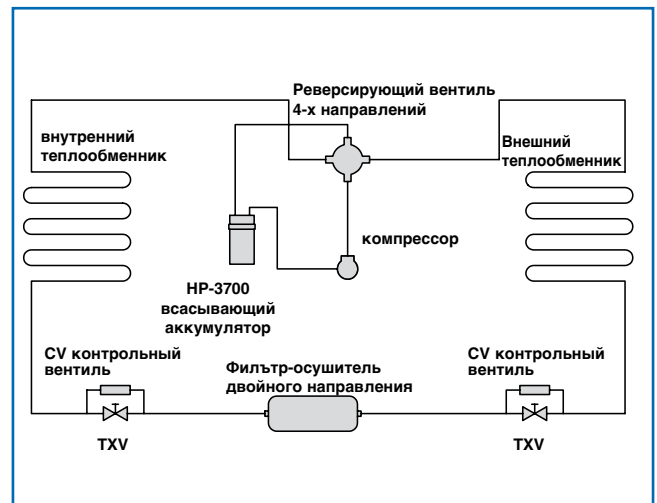 Реверсирующий вентиль
4-х направлений
внутренний
теплообменник
Внешний
теплообменник
компрессор
HP-3700
всасывающий
аккумулятор
CV контрольный
вентиль
Филътр-осушитель
двойного направления
CV контрольный
вентиль
TXV
TXV